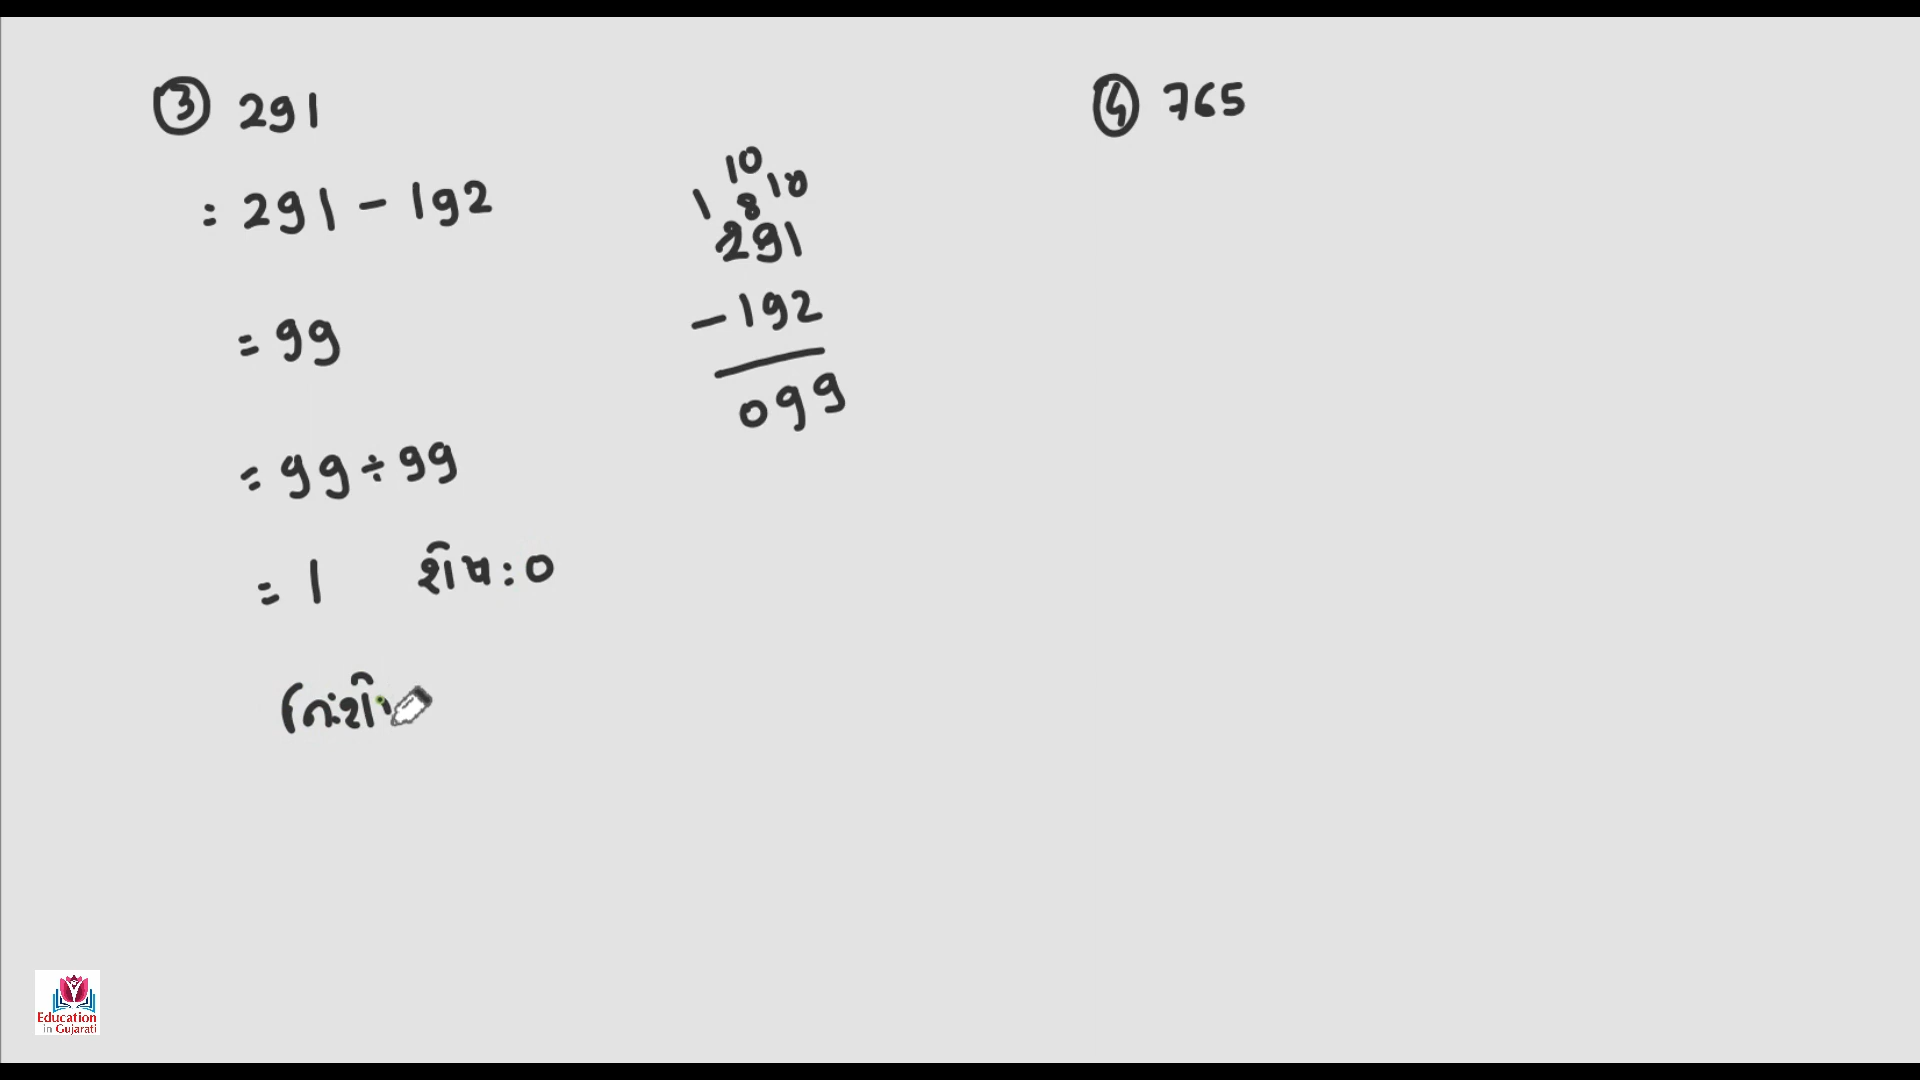 ③ 291
= 291 - 192
= 99
= 99 ÷ 99
= 1 શેષ : 0
10
1 8 10
291
- 192
099
④ 765
Education
in Gujarati